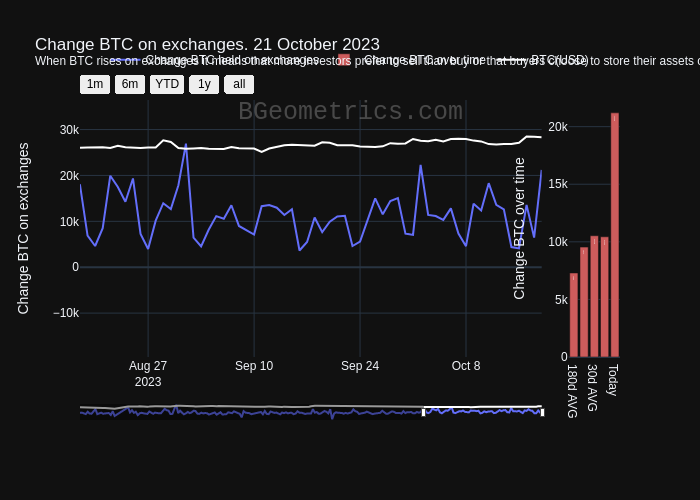 Change BTC on exchanges. 21 October 2023
When BTC rises on exchanges it means that more investors prefer to sell than buy or that buyers choose to store their assets o
Change BTC held on exchanges Change BTC over time BTC(USD)
1m 6m YTD 1y all
BGeometrics.com
Change BTC on exchanges
30k
20k
10k
0
−10k
Aug 27
2023
Sep 10
Sep 24
Oct 8
Change BTC over time
20k
15k
10k
5k
0
180d AVG
30d AVG
Today